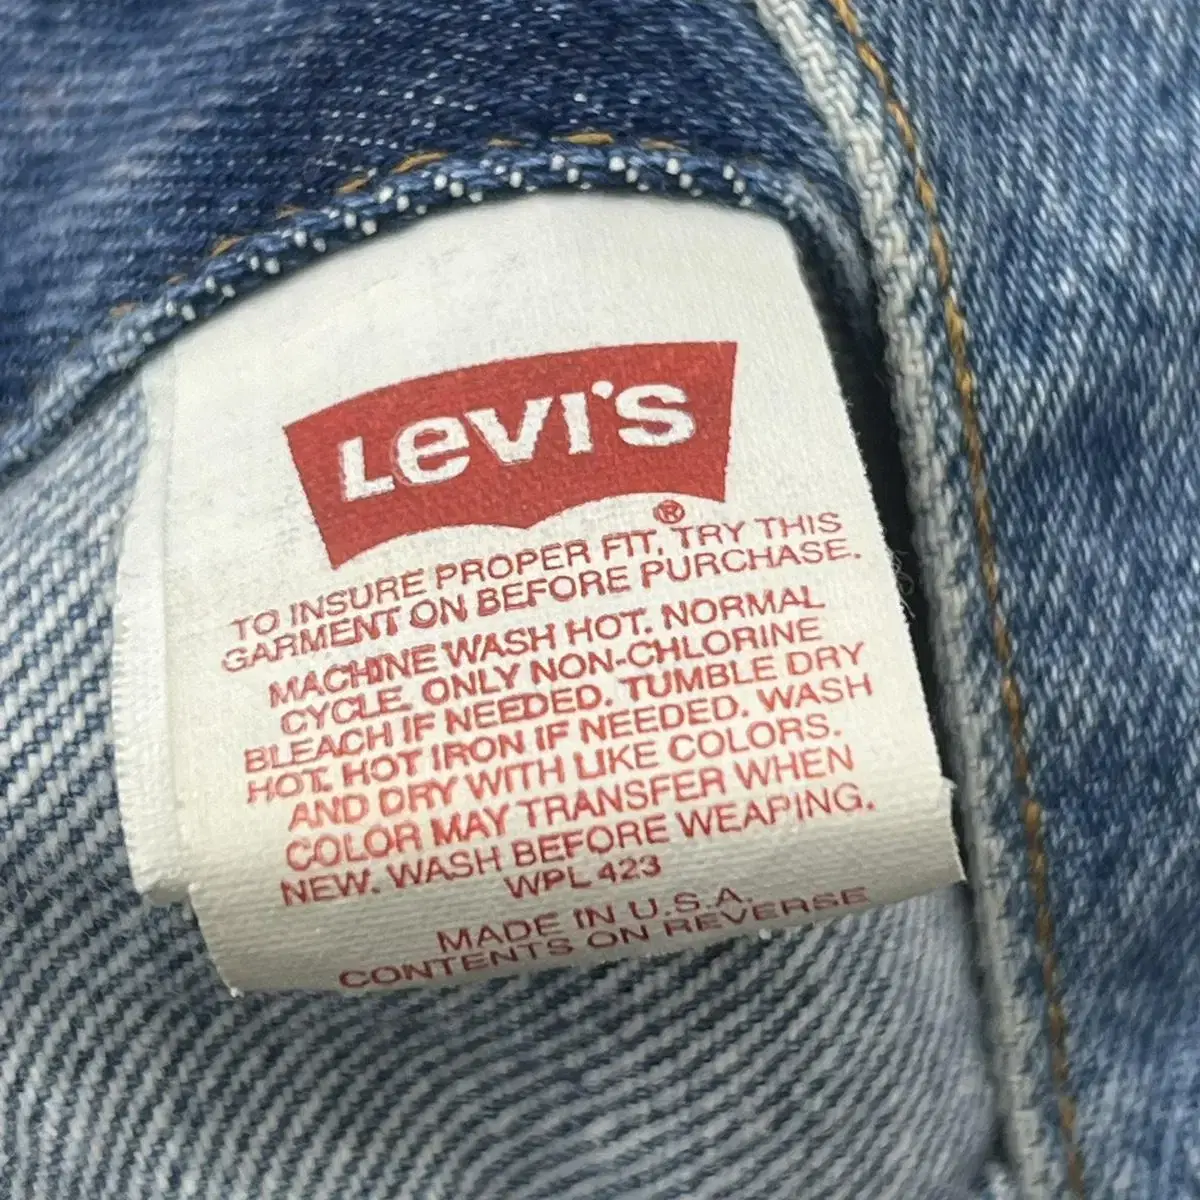 Levi's
®
TO INSURE PROPER FIT, TRY THIS
GARMENT ON BEFORE PURCHASE.
MACHINE WASH HOT. NORMAL
CYCLE. ONLY NON-CHLORINE
BLEACH IF NEEDED. TUMBLE DRY
HOT. HOT IRON IF NEEDED. WASH
AND DRY WITH LIKE COLORS.
COLOR MAY TRANSFER WHEN
NEW. WASH BEFORE WEARING.
WPL 423
MADE IN U.S.A.
CONTENTS ON REVERSE